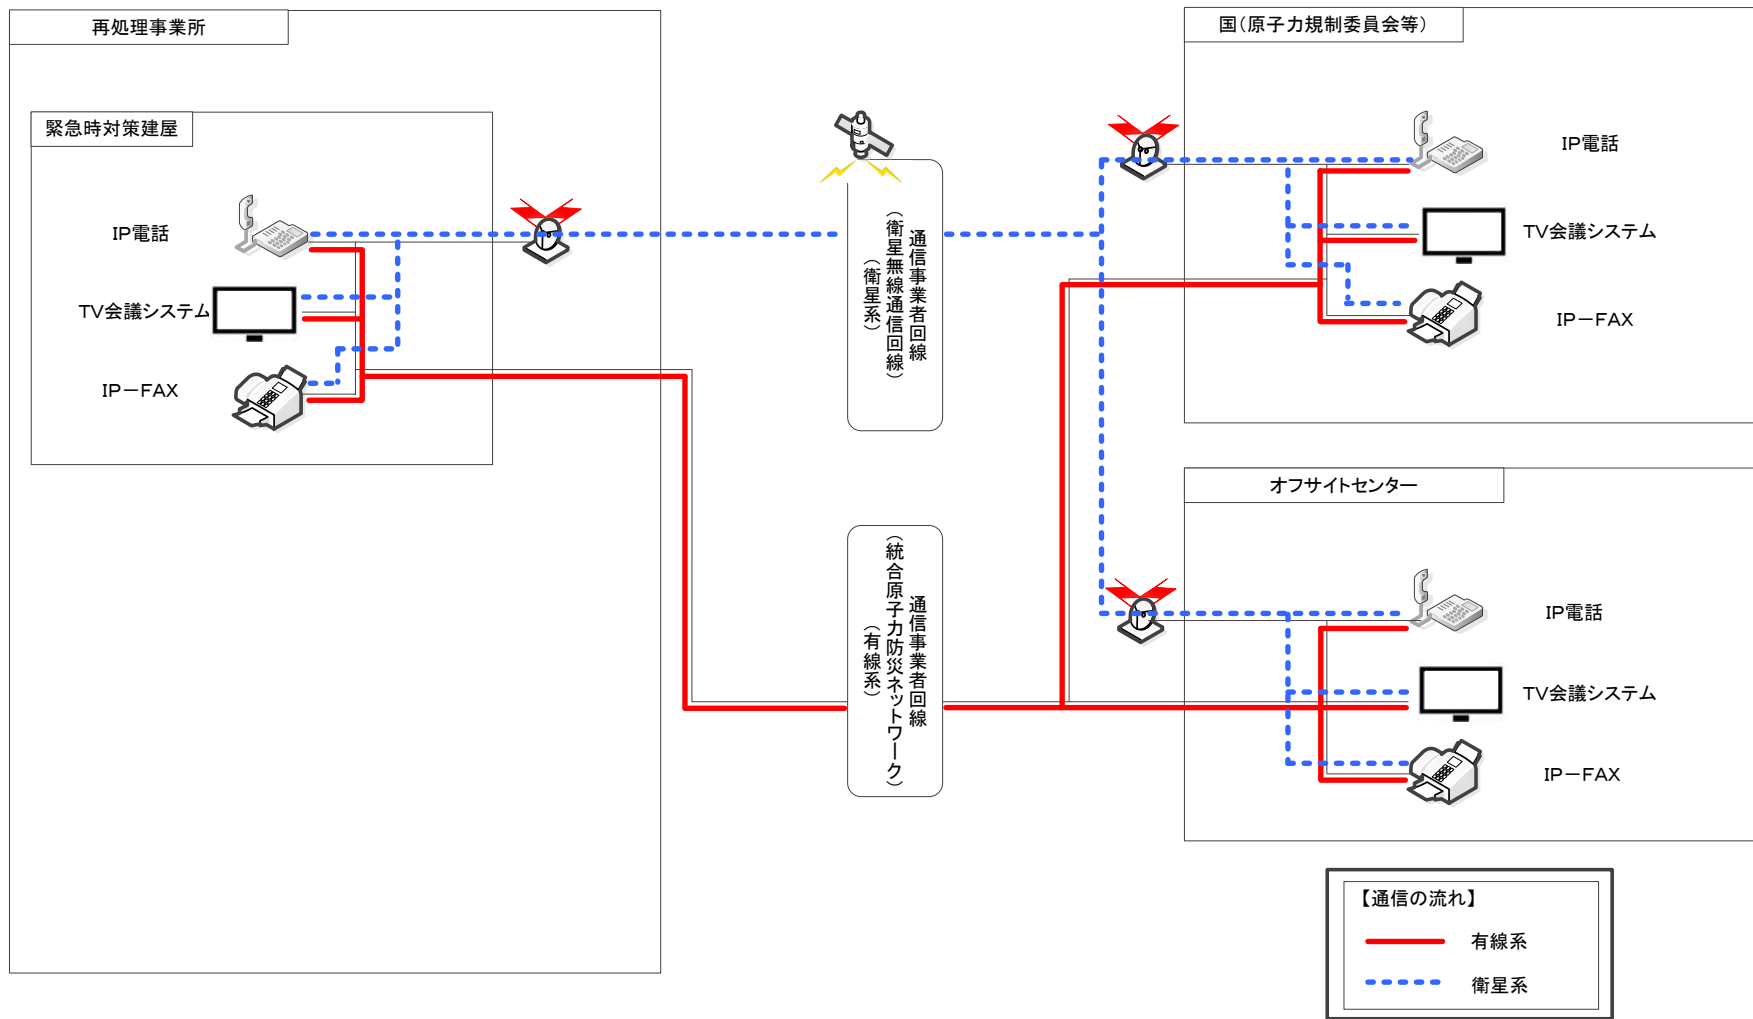 再処理事業所
緊急時対策建屋
IP電話
TV会議システム
IP－FAX
通信事業者回線
（衛星無線通信回線）
（衛星系）
通信事業者回線
（統合原子力防災ネットワーク）
（有線系）
国（原子力規制委員会等）
IP電話
TV会議システム
IP－FAX
オフサイトセンター
IP電話
TV会議システム
IP－FAX
【通信の流れ】
有線系
衛星系